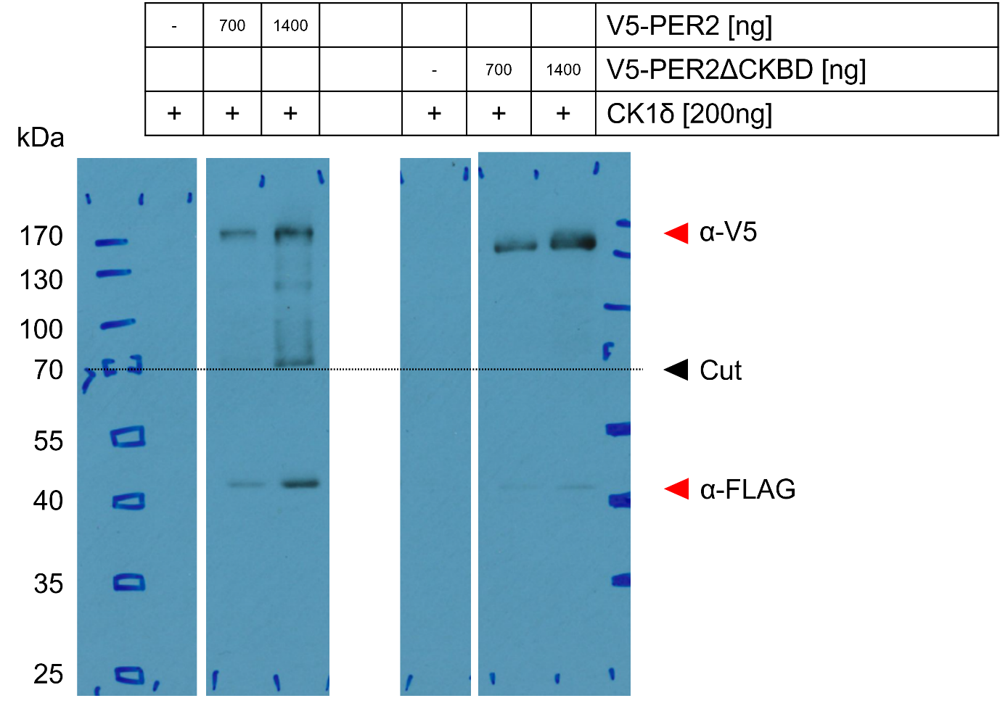 - 700 1400 V5-PER2 [ng]
- 700 1400 V5-PER2ΔCKBD [ng]
+ + + + + + CK1δ [200ng]
kDa
170 α-V5
130
100
70 Cut
55
40 α-FLAG
35
25